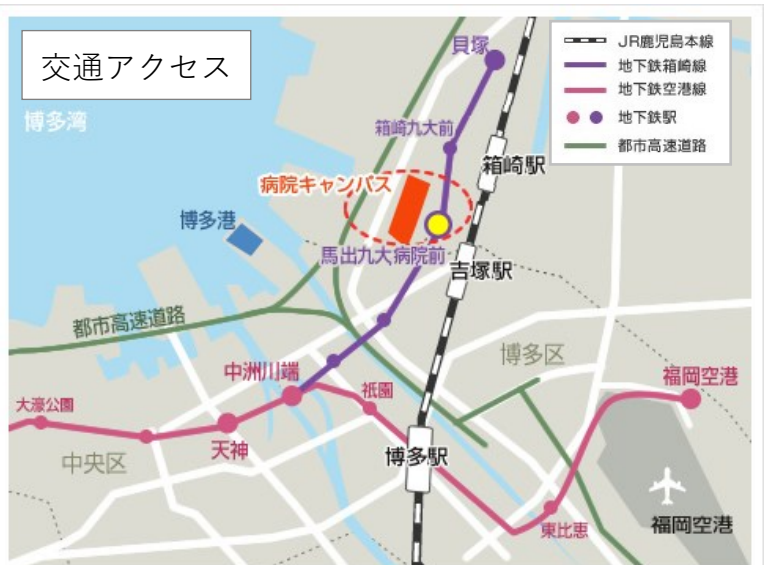 交通アクセス
JR鹿児島本線
地下鉄箱崎線
地下鉄空港線
地下鉄駅
都市高速道路
貝塚
博多湾
箱崎九大前
箱崎駅
病院キャンパス
博多港
馬出九大病院前
吉塚駅
都市高速道路
博多区
中洲川端
福岡空港
祇園
大濠公園
天神
中央区
博多駅
東比恵
福岡空港